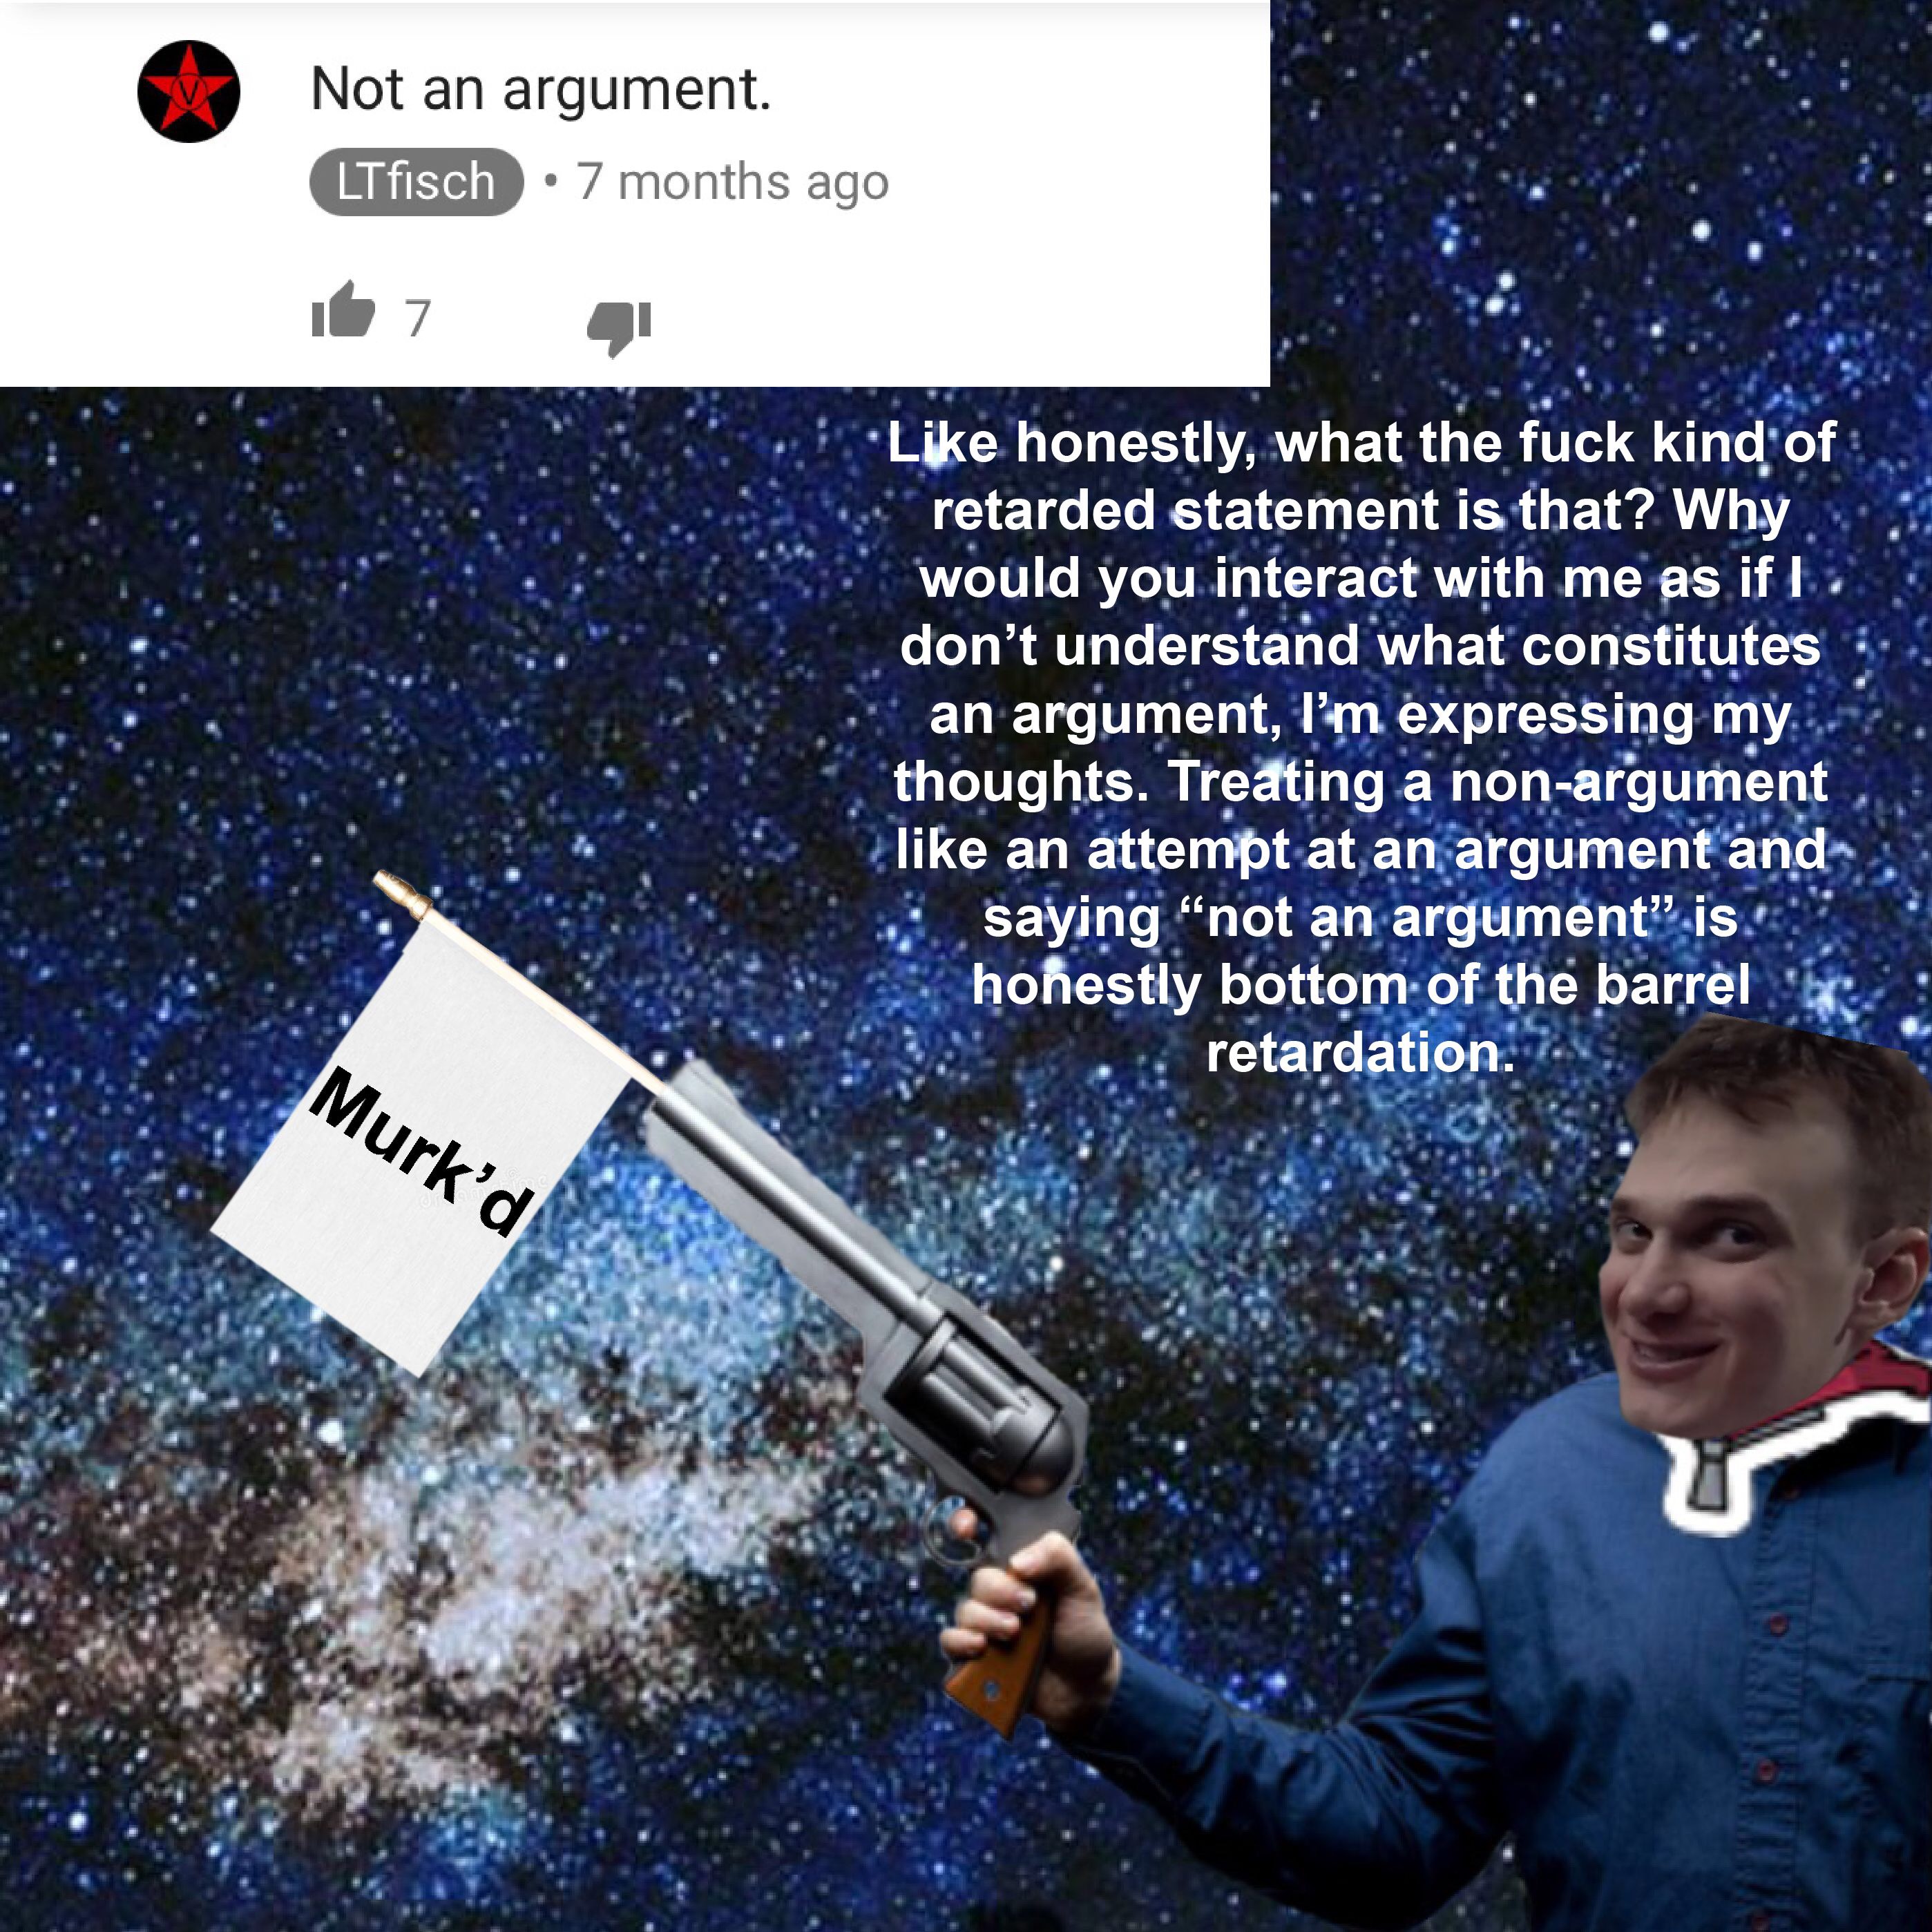 V
Not an argument.
LTfisch • 7 months ago
7
Like honestly, what the fuck kind of
retarded statement is that? Why
would you interact with me as if I
don’t understand what constitutes
an argument, I’m expressing my
thoughts. Treating a non-argument
like an attempt at an argument and
saying “not an argument” is
honestly bottom of the barrel
retardation.
Murk’d